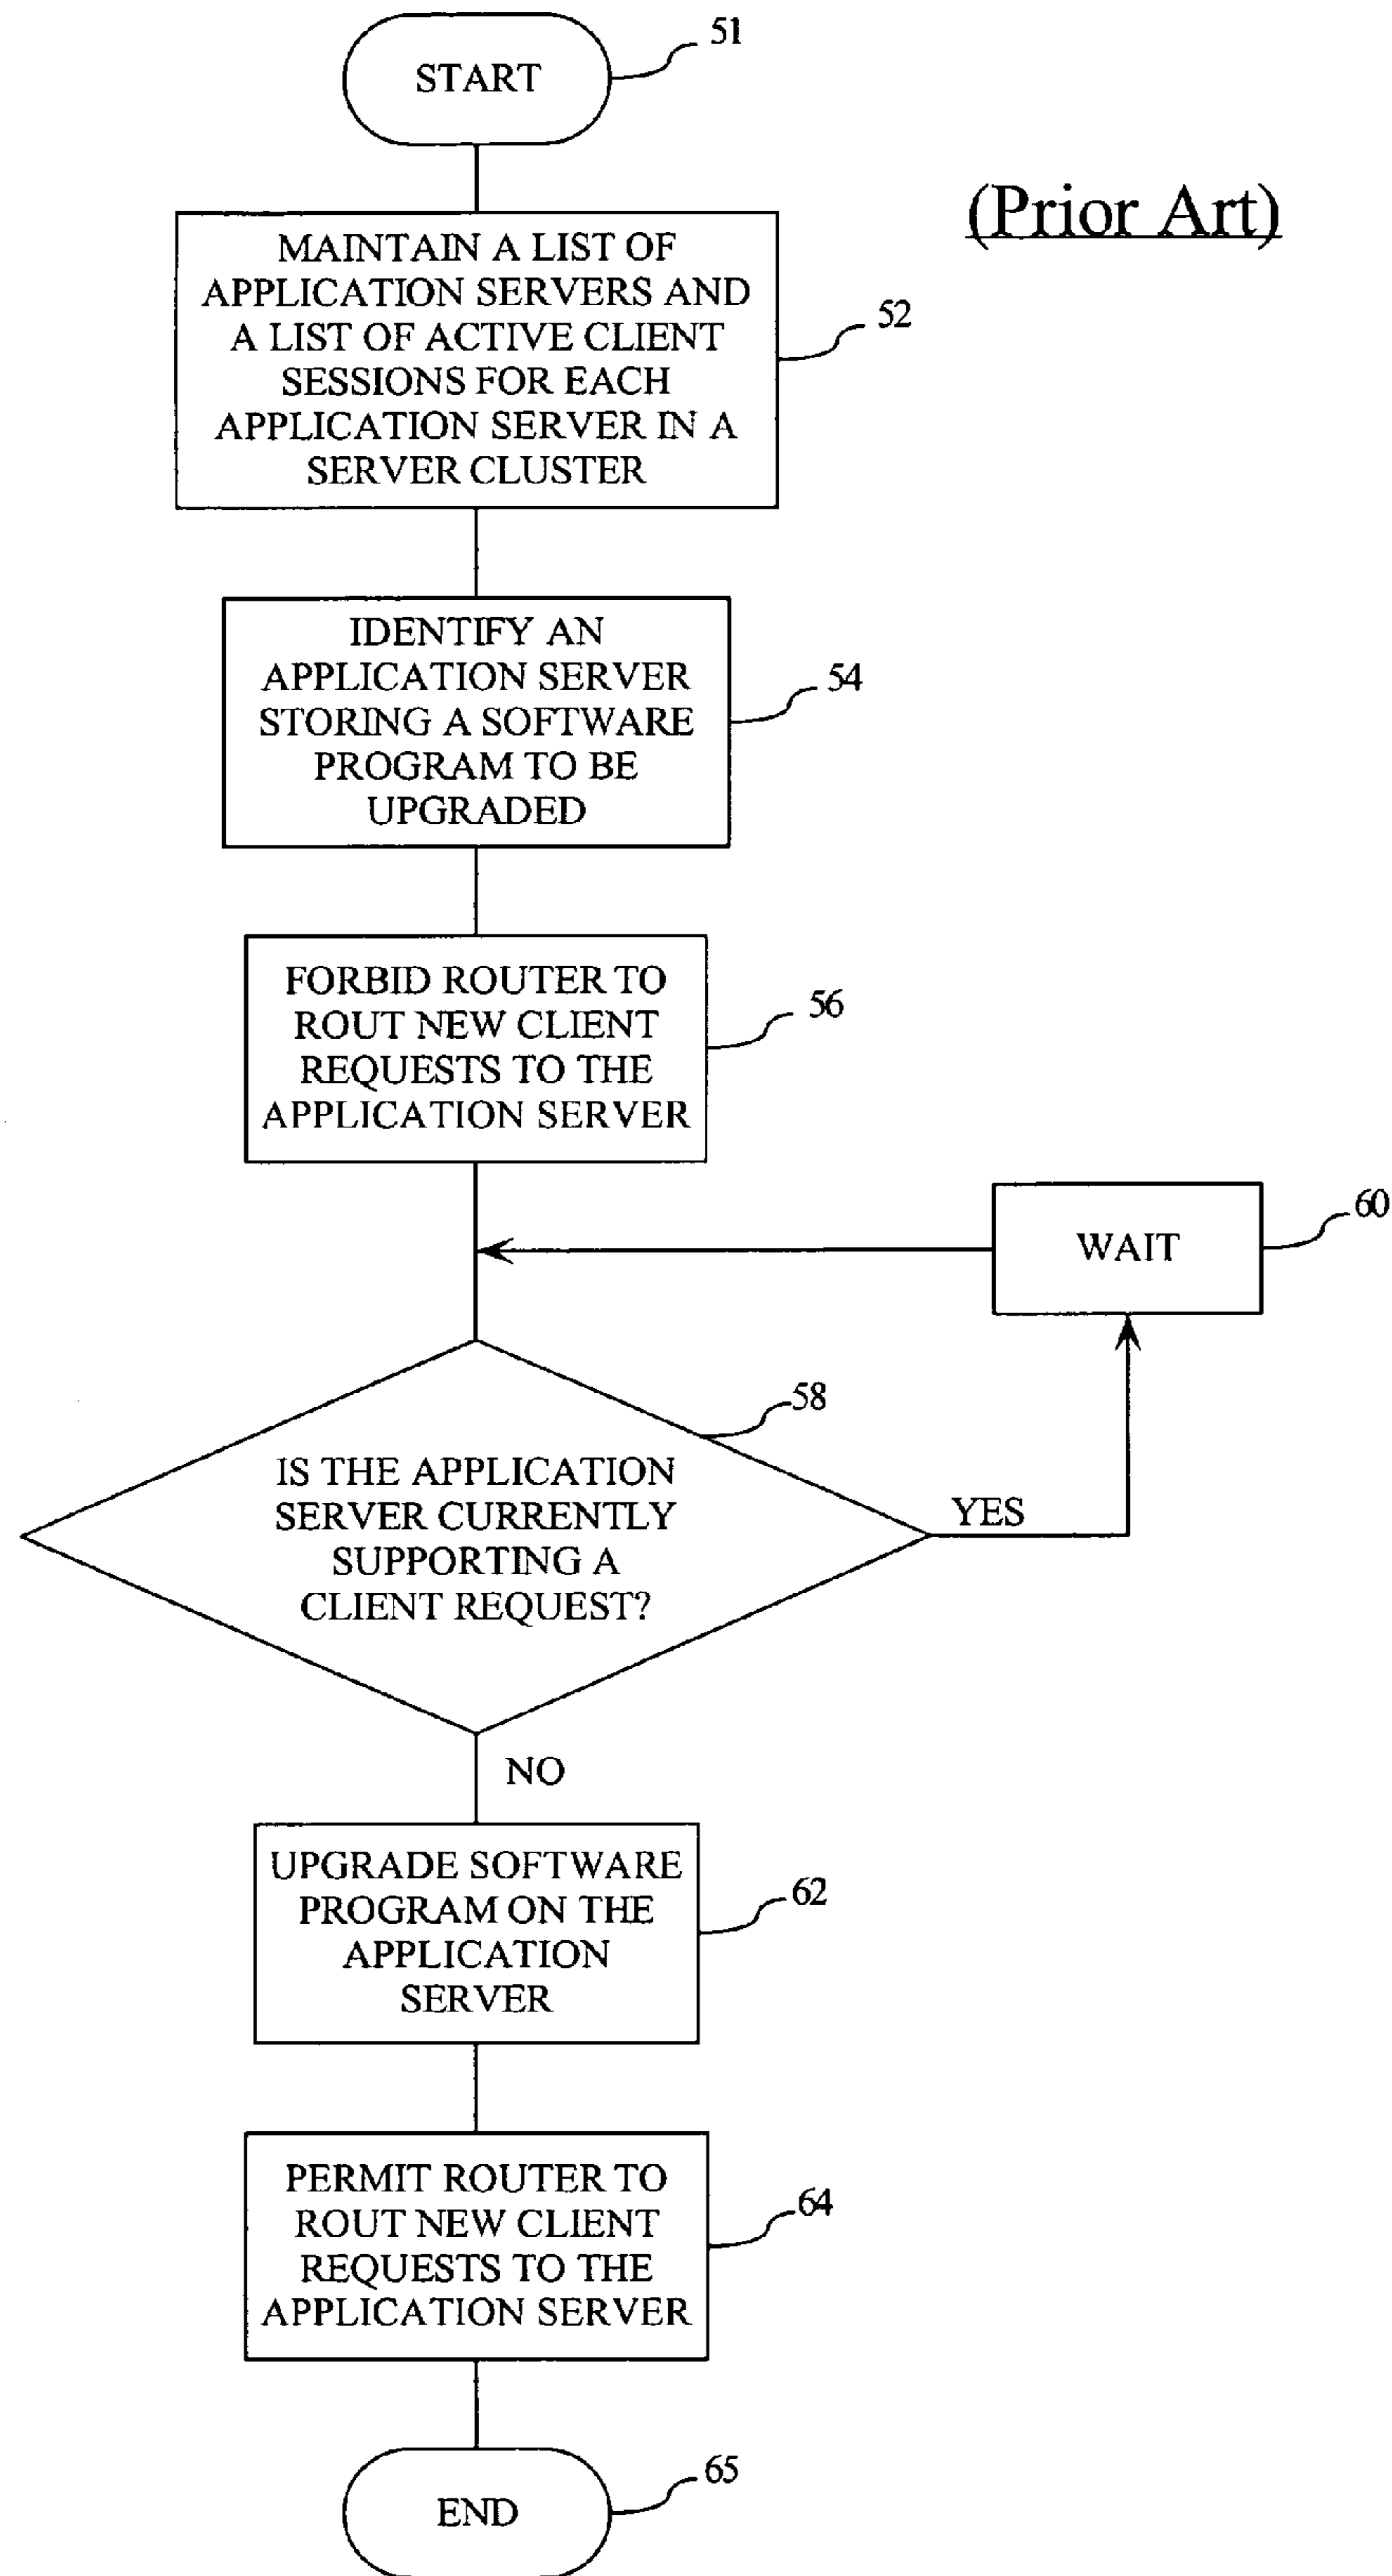 START
51
(Prior Art)
MAINTAIN A LIST OF
APPLICATION SERVERS AND
A LIST OF ACTIVE CLIENT
SESSIONS FOR EACH
APPLICATION SERVER IN A
SERVER CLUSTER
52
IDENTIFY AN
APPLICATION SERVER
STORING A SOFTWARE
PROGRAM TO BE
UPGRADED
54
FORBID ROUTER TO
ROUT NEW CLIENT
REQUESTS TO THE
APPLICATION SERVER
56
WAIT
60
58
IS THE APPLICATION
SERVER CURRENTLY
SUPPORTING A
CLIENT REQUEST?
YES
NO
UPGRADE SOFTWARE
PROGRAM ON THE
APPLICATION
SERVER
62
PERMIT ROUTER TO
ROUT NEW CLIENT
REQUESTS TO THE
APPLICATION SERVER
64
END
65